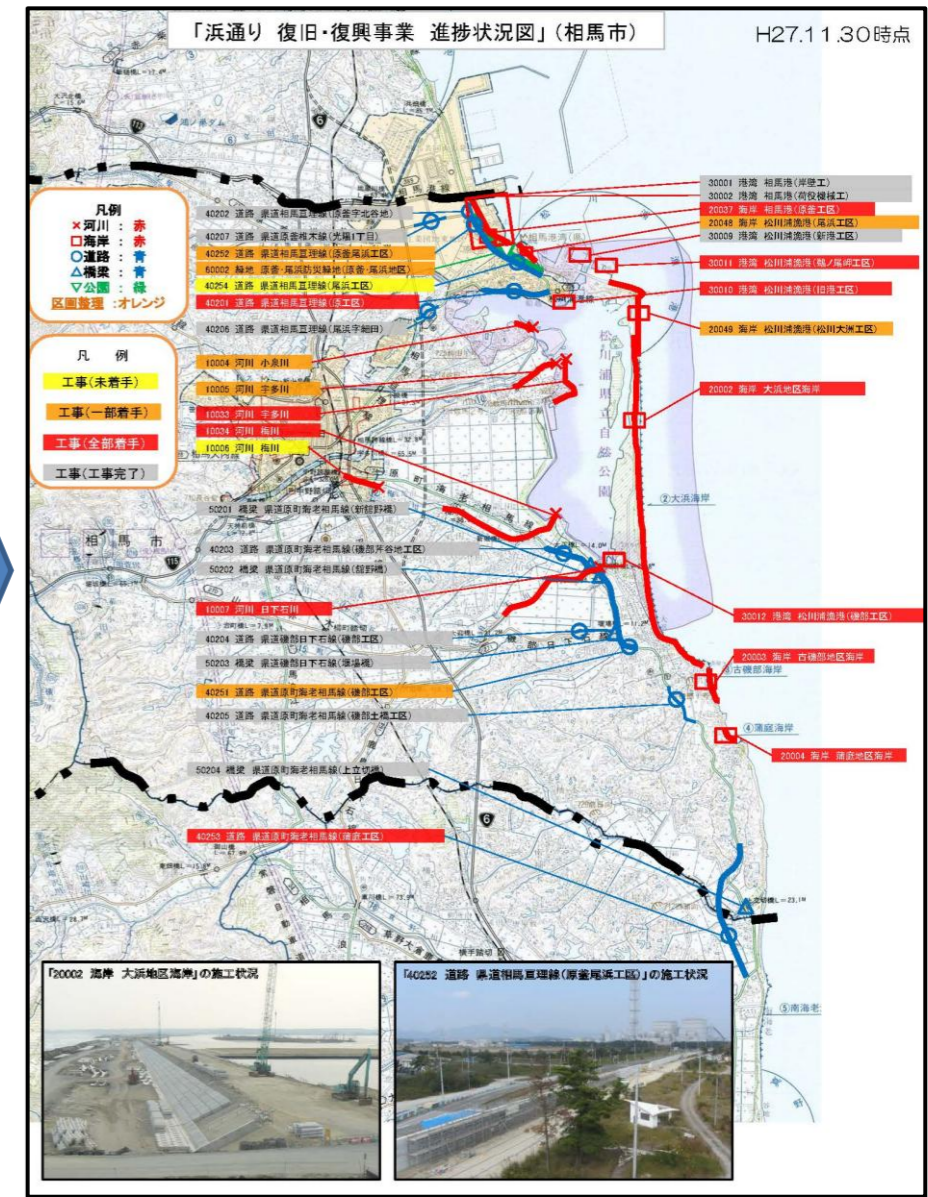 「浜通り 復旧・復興事業 進捗状況図」(相馬市)
H27.11.30時点
凡例
×河川 : 赤
□海岸 : 赤
○道路 : 青
△橋梁 : 青
▽公園 : 緑
区画整理 :オレンジ
凡 例
工事(未着手)
工事(一部着手)
工事(全部着手)
工事(工事完了)
40202 道路 県道相馬亘理線(原釜字北谷地)
40207 道路 県道原釜椎木線(光陽1丁目)
40252 道路 県道相馬亘理線(原釜尾浜工区)
60002 緑地 原釜・尾浜防災緑地(原釜・尾浜地区)
40254 道路 県道相馬亘理線(尾浜工区)
40201 道路 県道相馬亘理線(原工区)
40206 道路 県道相馬亘理線(尾浜字細田)
10004 河川 小泉川
10005 河川 宇多川
10033 河川 宇多川
10034 河川 梅川
10006 河川 梅川
50201 橋梁 県道原町海老相馬線(新舘野橋)
40203 道路 県道原町海老相馬線(磯部芹谷地工区)
50202 橋梁 県道原町海老相馬線(舘野橋)
10007 河川 日下石川
40204 道路 県道磯部日下石線(磯部工区)
50203 橋梁 県道磯部日下石線(堰場橋)
40251 道路 県道原町海老相馬線(磯部工区)
40205 道路 県道原町海老相馬線(磯部土橋工区)
50204 橋梁 県道原町海老相馬線(上立切橋)
40253 道路 県道原町海老相馬線(蒲庭工区)
30001 港湾 相馬港(岸壁工)
30002 港湾 相馬港(荷役機械工)
20037 海岸 相馬港(原釜工区)
20048 海岸 松川浦漁港(尾浜工区)
30009 港湾 松川浦漁港(新港工区)
30011 港湾 松川浦漁港(鵜ノ尾岬工区)
30010 港湾 松川浦漁港(旧港工区)
20049 海岸 松川浦漁港(松川大洲工区)
20002 海岸 大浜地区海岸
30012 港湾 松川浦漁港(磯部工区)
20003 海岸 古磯部地区海岸
20004 海岸 蒲庭地区海岸
②大浜海岸
古磯部海岸
④蒲庭海岸
⑤南海老
松川浦県立自然公園
相馬市
6
115
6
「20002 海岸 大浜地区海岸」の施工状況
「40252 道路 県道相馬亘理線(原釜尾浜工区)」の施工状況